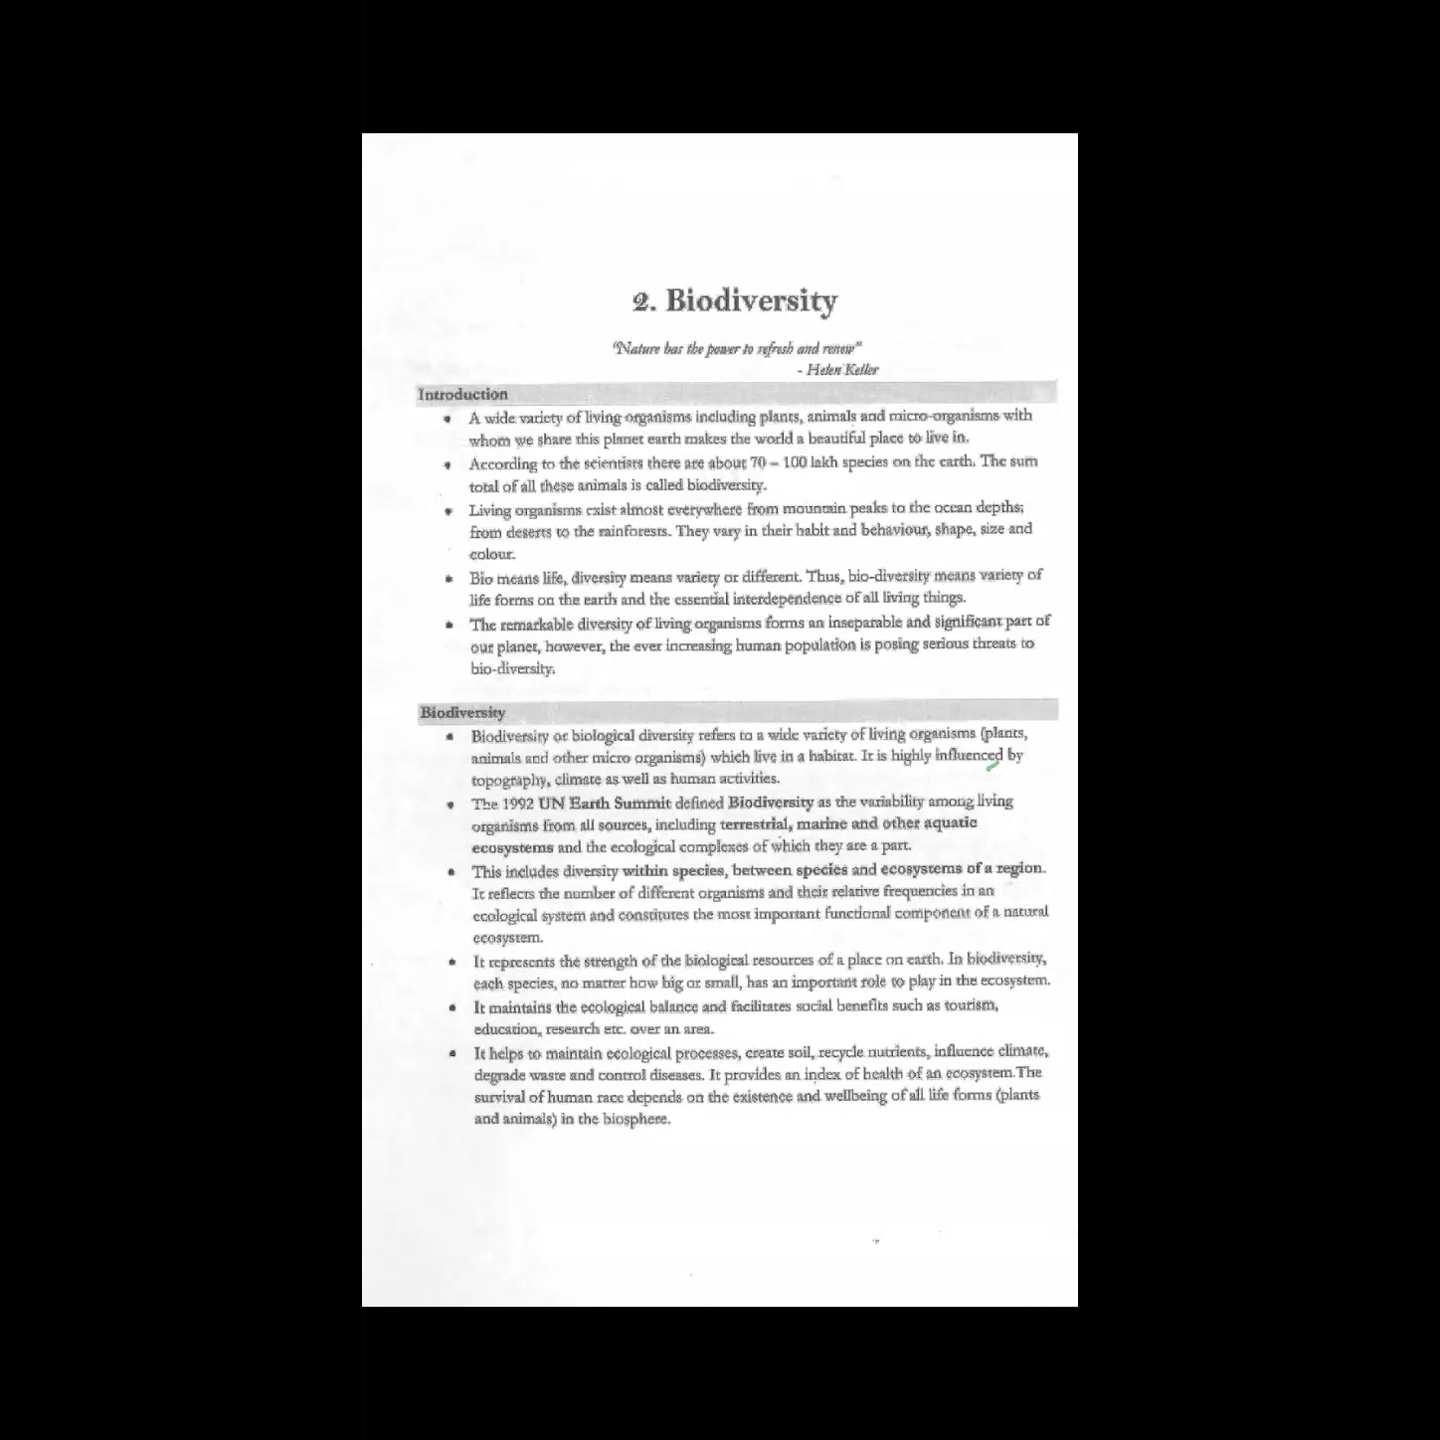 2. Biodiversity
"Nature has the power to refresh and renew"
- Helen Keller
Introduction
• A wide variety of living organisms including plants, animals and micro-organisms with
whom we share this planet earth makes the world a beautiful place to live in.
• According to the scientists there are about 70 – 100 lakh species on the earth. The sum
total of all these animals is called biodiversity.
• Living organisms exist almost everywhere from mountain peaks to the ocean depths;
from deserts to the rainforests. They vary in their habit and behaviour, shape, size and
colour.
• Bio means life, diversity means variety or different. Thus, bio-diversity means variety of
life forms on the earth and the essential interdependence of all living things.
• The remarkable diversity of living organisms forms an inseparable and significant part of
our planet, however, the ever increasing human population is posing serious threats to
bio-diversity.
Biodiversity
• Biodiversity or biological diversity refers to a wide variety of living organisms (plants,
animals and other micro organisms) which live in a habitat. It is highly influenced by
topography, climate as well as human activities.
• The 1992 UN Earth Summit defined Biodiversity as the variability among living
organisms from all sources, including terrestrial, marine and other aquatic
ecosystems and the ecological complexes of which they are a part.
• This includes diversity within species, between species and ecosystems of a region.
It reflects the number of different organisms and their relative frequencies in an
ecological system and constitutes the most important functional component of a natural
ecosystem.
• It represents the strength of the biological resources of a place on earth. In biodiversity,
each species, no matter how big or small, has an important role to play in the ecosystem.
• It maintains the ecological balance and facilitates social benefits such as tourism,
education, research etc. over an area.
• It helps to maintain ecological processes, create soil, recycle nutrients, influence climate,
degrade waste and control diseases. It provides an index of health of an ecosystem.The
survival of human race depends on the existence and wellbeing of all life forms (plants
and animals) in the biosphere.